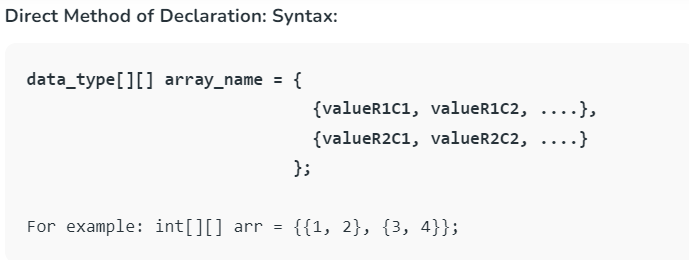 Direct Method of Declaration: Syntax:
data_type[][] array_name = {
{valueR1C1, valueR1C2, ....},
{valueR2C1, valueR2C2, ....}
};
For example: int[][] arr = {{1, 2}, {3, 4}};